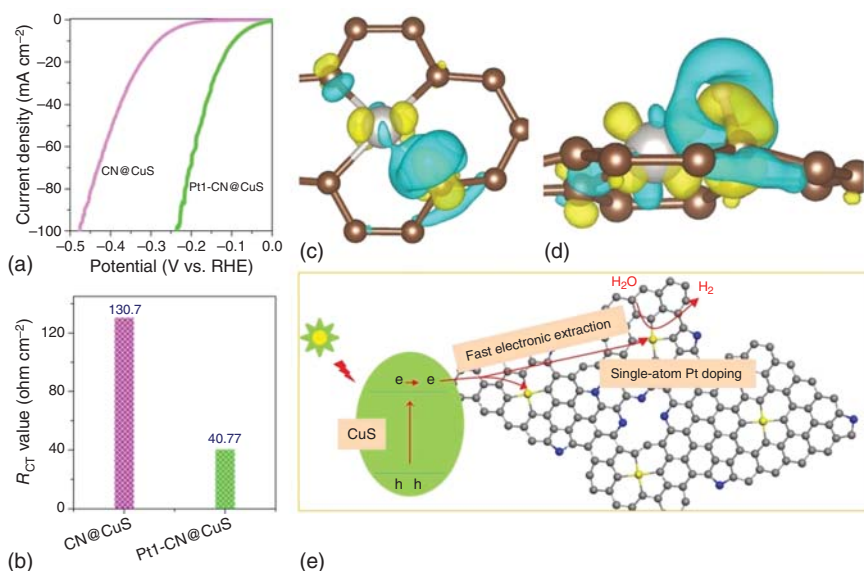 0
−20
−40
−60
−80
−100
Current density (mA cm−2)
CN@CuS
Pt1-CN@CuS
−0.5
−0.4
−0.3
−0.2
−0.1
0.0
Potential (V vs. RHE)
(a)
(c)
(d)
120
80
40
0
RCT value (ohm cm−2)
130.7
40.77
CN@CuS
Pt1-CN@CuS
(b)
H2O
H2
Fast electronic extraction
Single-atom Pt doping
e e
CuS
h h
(e)